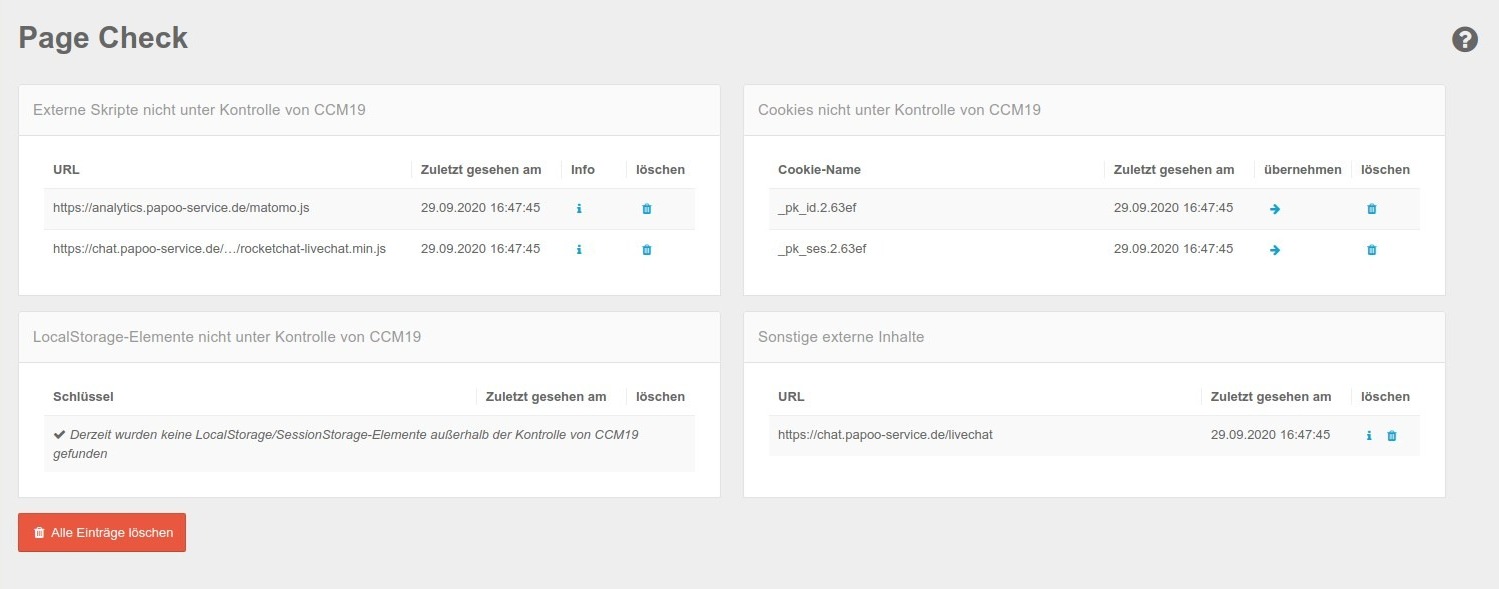 Page Check
Externe Skripte nicht unter Kontrolle von CCM19
URL Zuletzt gesehen am Info löschen
https://analytics.papoo-service.de/matomo.js 29.09.2020 16:47:45
https://chat.papoo-service.de/…/rocketchat-livechat.min.js 29.09.2020 16:47:45
Cookies nicht unter Kontrolle von CCM19
Cookie-Name Zuletzt gesehen am übernehmen löschen
_pk_id.2.63ef 29.09.2020 16:47:45
_pk_ses.2.63ef 29.09.2020 16:47:45
LocalStorage-Elemente nicht unter Kontrolle von CCM19
Schlüssel Zuletzt gesehen am löschen
Derzeit wurden keine LocalStorage/SessionStorage-Elemente außerhalb der Kontrolle von CCM19
gefunden
Sonstige externe Inhalte
URL Zuletzt gesehen am löschen
https://chat.papoo-service.de/livechat 29.09.2020 16:47:45
Alle Einträge löschen